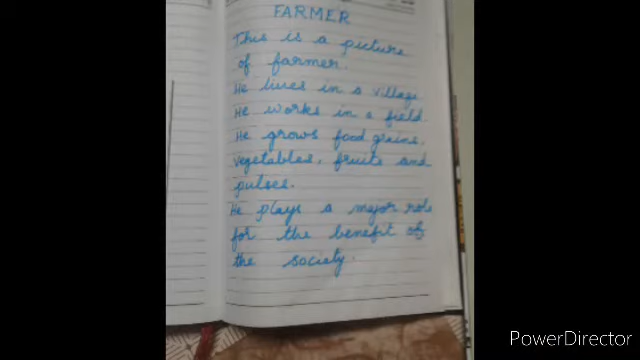 FARMER
This is a picture
of farmer.
He lives in a village
He works in a field
He grows food grains,
vegetables, fruits and
pulses.
He plays a major role
for the benefit of
the society.
PowerDirector